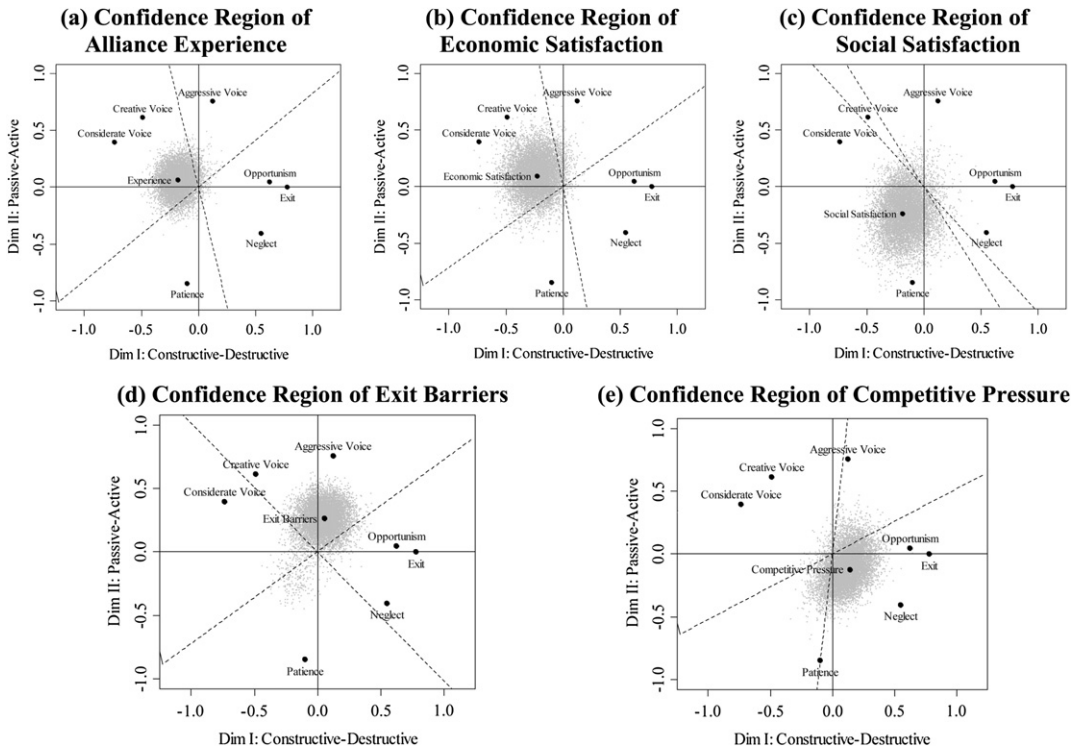 (a) Confidence Region of
Alliance Experience
1.0
0.5
0.0
-0.5
-1.0
Dim II: Passive-Active
Aggressive Voice
Creative Voice
Considerate Voice
Experience
Opportunism
Exit
Neglect
Patience
-1.0 -0.5 0.0 0.5 1.0
Dim I: Constructive-Destructive
(b) Confidence Region of
Economic Satisfaction
1.0
0.5
0.0
-0.5
-1.0
Dim II: Passive-Active
Aggressive Voice
Creative Voice
Considerate Voice
Economic Satisfaction
Opportunism
Exit
Neglect
Patience
-1.0 -0.5 0.0 0.5 1.0
Dim I: Constructive-Destructive
(c) Confidence Region of
Social Satisfaction
1.0
0.5
0.0
-0.5
-1.0
Dim II: Passive-Active
Aggressive Voice
Creative Voice
Considerate Voice
Opportunism
Exit
Social Satisfaction
Neglect
Patience
-1.0 -0.5 0.0 0.5 1.0
Dim I: Constructive-Destructive
(d) Confidence Region of Exit Barriers
1.0
0.5
0.0
-0.5
-1.0
Dim II: Passive-Active
Aggressive Voice
Creative Voice
Considerate Voice
Exit Barriers
Opportunism
Exit
Neglect
Patience
-1.0 -0.5 0.0 0.5 1.0
Dim I: Constructive-Destructive
(e) Confidence Region of Competitive Pressure
1.0
0.5
0.0
-0.5
-1.0
Dim II: Passive-Active
Aggressive Voice
Creative Voice
Considerate Voice
Opportunism
Exit
Competitive Pressure
Neglect
Patience
-1.0 -0.5 0.0 0.5 1.0
Dim I: Constructive-Destructive